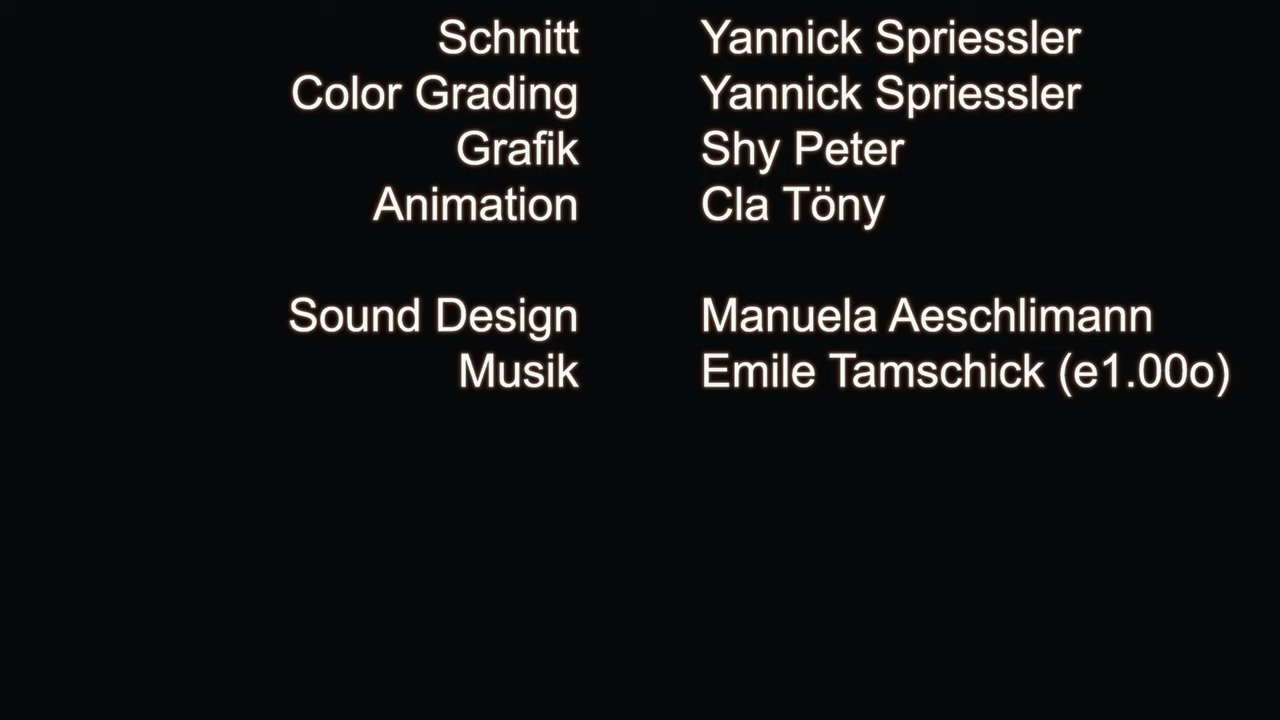 Schnitt Yannick Spriessler
Color Grading Yannick Spriessler
Grafik Shy Peter
Animation Cla Töny
Sound Design Manuela Aeschlimann
Musik Emile Tamschick (e1.00o)